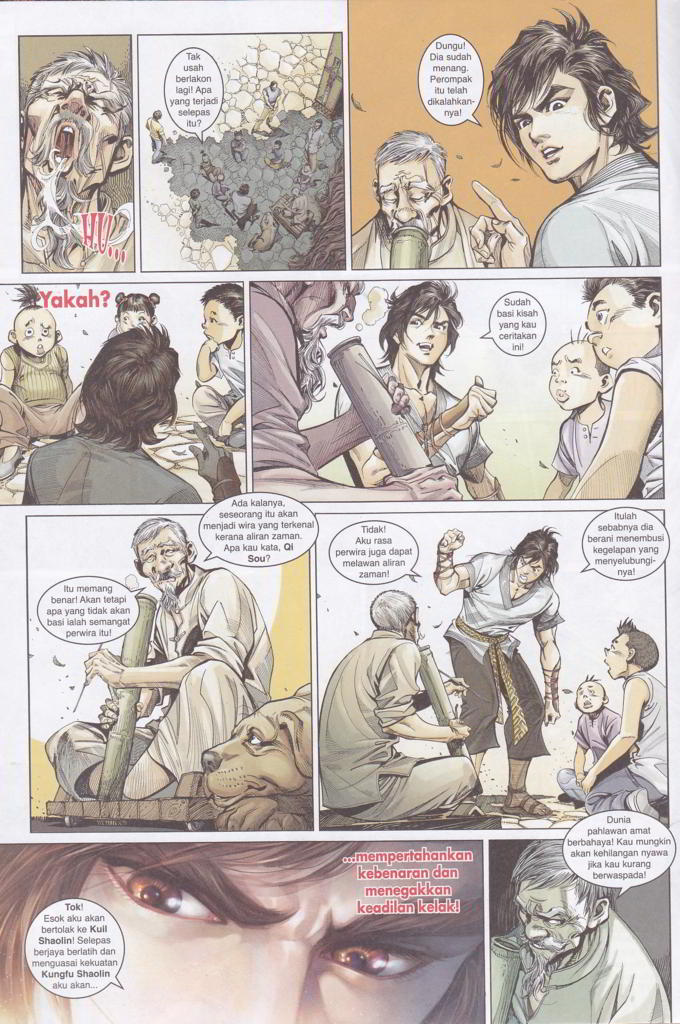 HU...
Tak
usah
berlakon
lagi! Apa
yang terjadi
selepas
itu?
Dungu!
Dia sudah
menang.
Perompak
itu telah
dikalahkan-
nya!
Yakah?
Sudah
basi kisah
yang kau
ceritakan
ini!
Ada kalanya,
seseorang itu akan
menjadi wira yang terkenal
kerana aliran zaman.
Apa kau kata, Qi
Sou?
Itu memang
benar! Akan tetapi
apa yang tidak akan
basi ialah semangat
perwira itu!
Tidak!
Aku rasa
perwira juga dapat
melawan aliran
zaman!
Itulah
sebabnya dia
berani menembusi
kegelapan yang
menyelubungi-
nya!
Tok!
Esok aku akan
bertolak ke Kuil
Shaolin! Selepas
berjaya berlatih dan
menguasai kekuatan
Kungfu Shaolin
aku akan...
...mempertahankan
kebenaran dan
menegakkan
keadilan kelak!
Dunia
pahlawan amat
berbahaya! Kau mungkin
akan kehilangan nyawa
jika kau kurang
berwaspada!